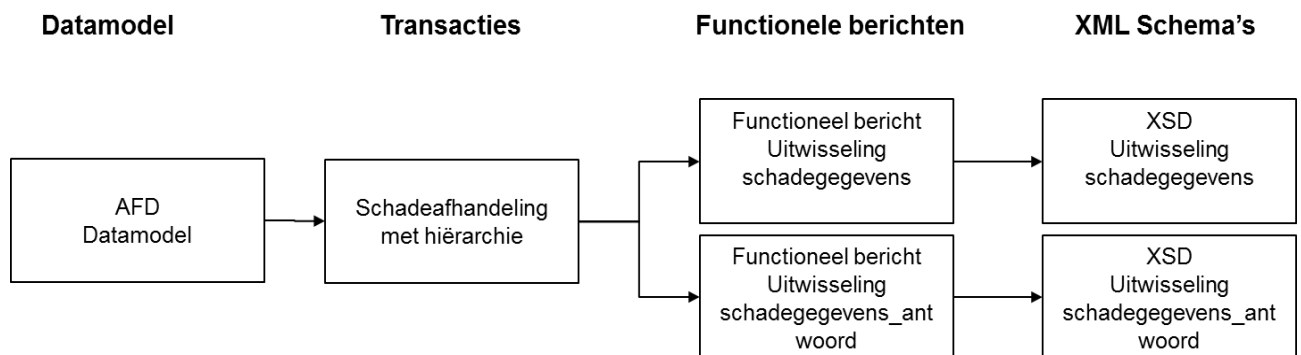 Datamodel
Transacties
Functionele berichten
XML Schema's
AFD
Datamodel
Schadeafhandeling
met hiërarchie
Functioneel bericht
Uitwisseling
schadegegevens
XSD
Uitwisseling
schadegegevens
Functioneel bericht
Uitwisseling
schadegegevens_ant
woord
XSD
Uitwisseling
schadegegevens_ant
woord